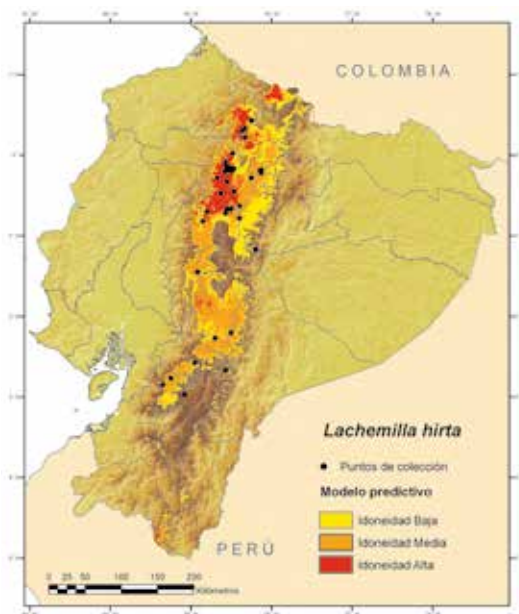 COLOMBIA
Lachemilla hirta
Puntos de colección
Modelo predictivo
Idoneidad Baja
Idoneidad Media
Idoneidad Alta
PERÚ
0 25 50 100 150 200
Kilómetros